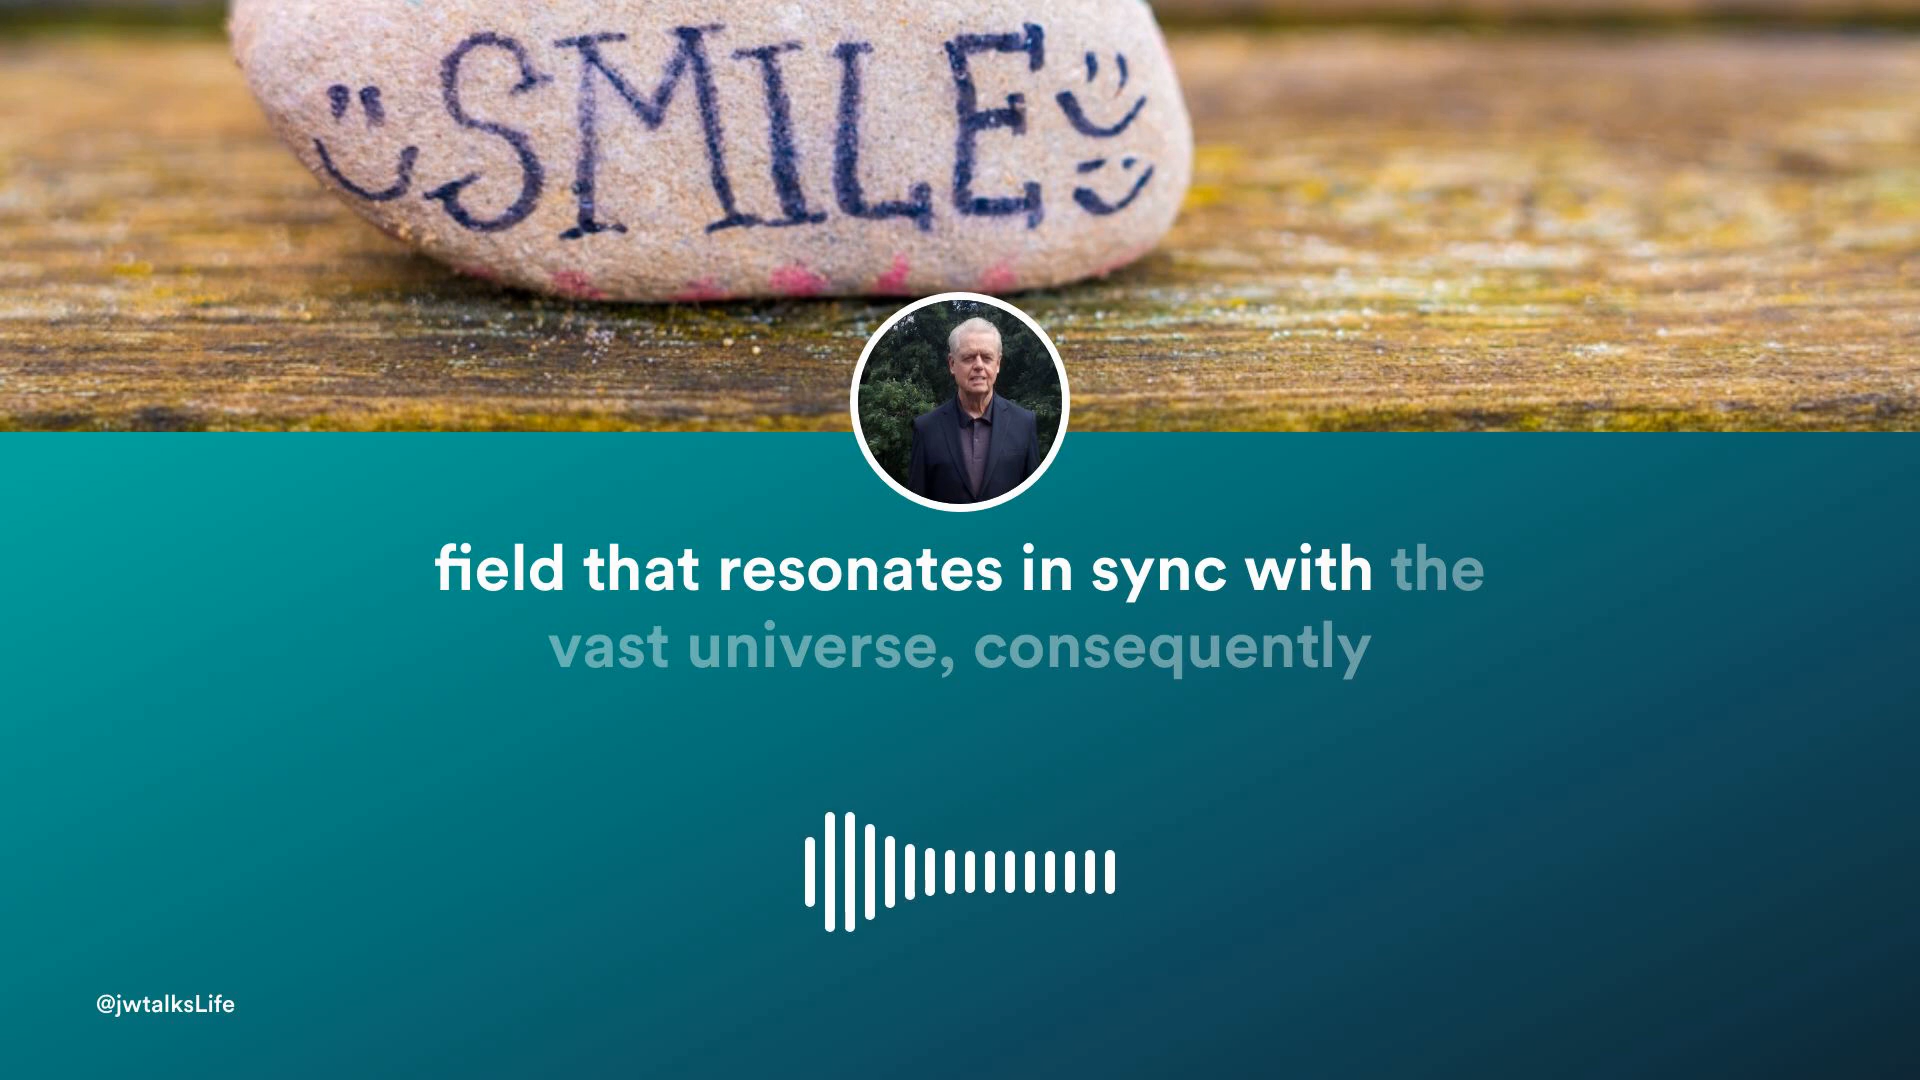 SMILE
field that resonates in sync with the
vast universe, consequently
@jwtalksLife